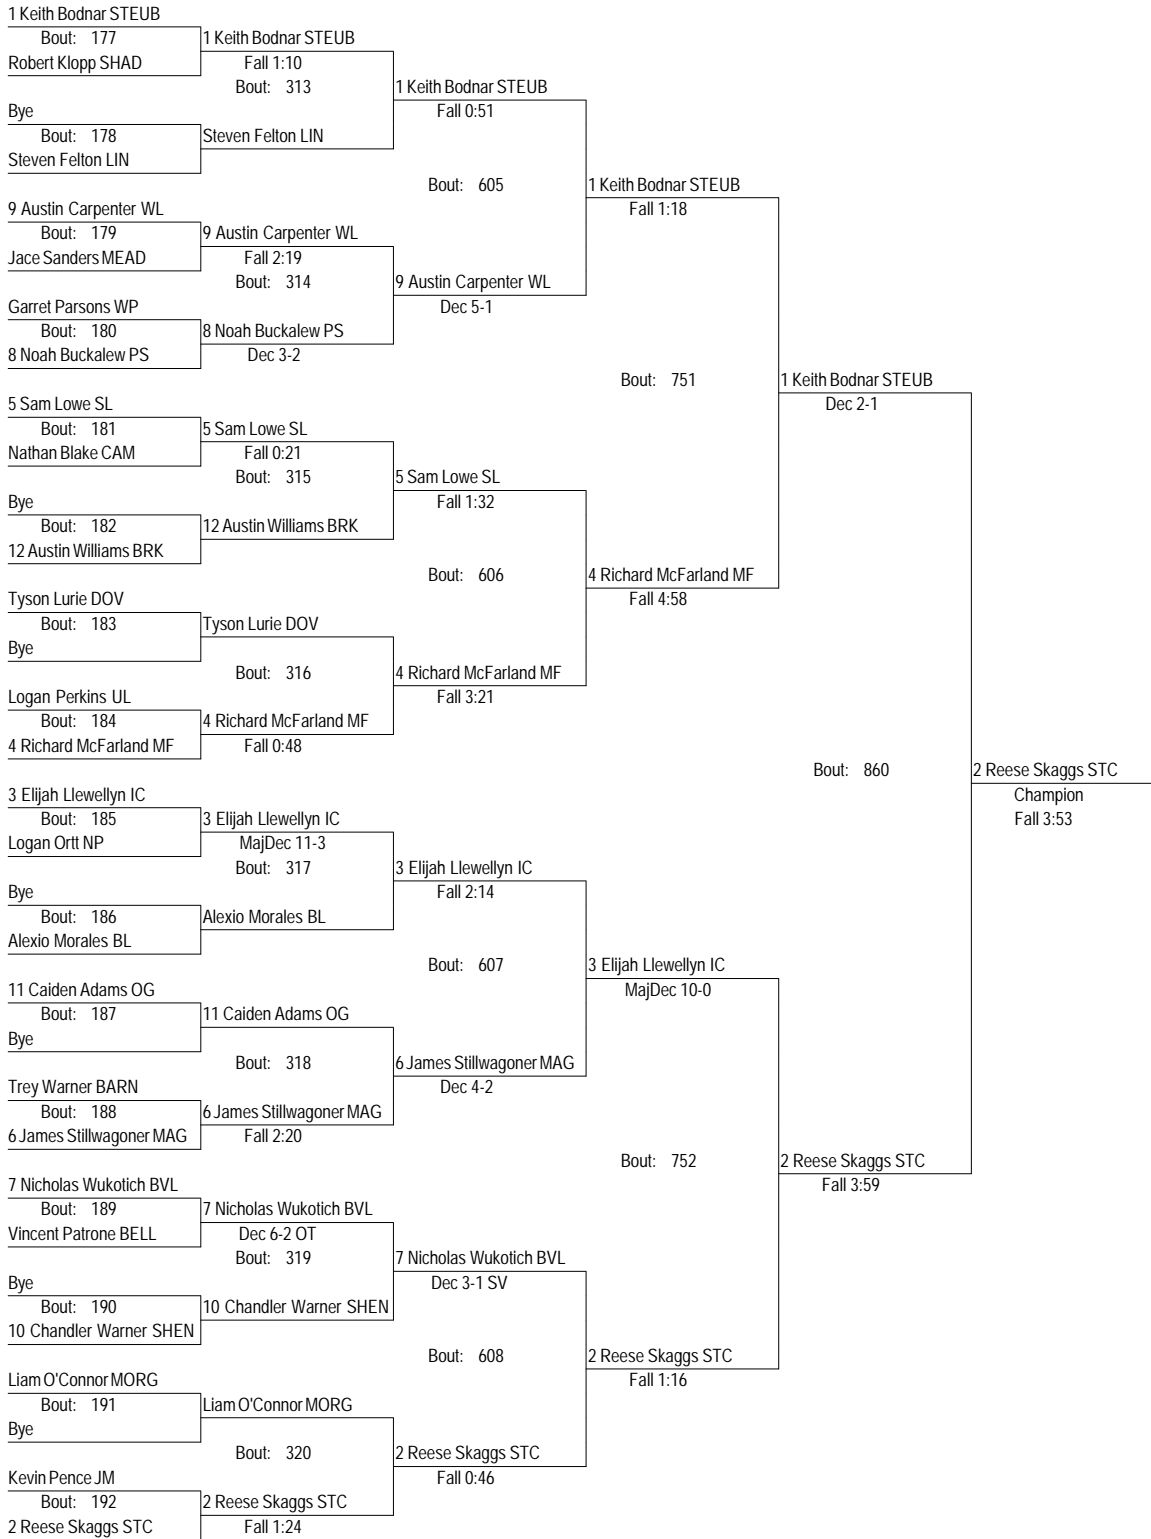 1 Keith Bodnar STEUB
Bout: 177
1 Keith Bodnar STEUB
Robert Klopp SHAD
Fall 1:10
Bout: 313
1 Keith Bodnar STEUB
Bye
Fall 0:51
Bout: 178
Steven Felton LIN
Steven Felton LIN
Bout: 605
1 Keith Bodnar STEUB
9 Austin Carpenter WL
Fall 1:18
Bout: 179
9 Austin Carpenter WL
Jace Sanders MEAD
Fall 2:19
Bout: 314
9 Austin Carpenter WL
Garret Parsons WP
Dec 5-1
Bout: 180
8 Noah Buckalew PS
8 Noah Buckalew PS
Dec 3-2
Bout: 751
1 Keith Bodnar STEUB
5 Sam Lowe SL
Dec 2-1
Bout: 181
5 Sam Lowe SL
Nathan Blake CAM
Fall 0:21
Bout: 315
5 Sam Lowe SL
Bye
Fall 1:32
Bout: 182
12 Austin Williams BRK
12 Austin Williams BRK
Bout: 606
4 Richard McFarland MF
Tyson Lurie DOV
Fall 4:58
Bout: 183
Tyson Lurie DOV
Bye
Bout: 316
4 Richard McFarland MF
Logan Perkins UL
Fall 3:21
Bout: 184
4 Richard McFarland MF
4 Richard McFarland MF
Fall 0:48
Bout: 860
2 Reese Skaggs STC
3 Elijah Llewellyn IC
Champion
Bout: 185
3 Elijah Llewellyn IC
Fall 3:53
Logan Ortt NP
MajDec 11-3
Bout: 317
3 Elijah Llewellyn IC
Bye
Fall 2:14
Bout: 186
Alexio Morales BL
Alexio Morales BL
Bout: 607
3 Elijah Llewellyn IC
11 Caiden Adams OG
MajDec 10-0
Bout: 187
11 Caiden Adams OG
Bye
Bout: 318
6 James Stillwagoner MAG
Trey Warner BARN
Dec 4-2
Bout: 188
6 James Stillwagoner MAG
6 James Stillwagoner MAG
Fall 2:20
Bout: 752
2 Reese Skaggs STC
7 Nicholas Wukotich BVL
Fall 3:59
Bout: 189
7 Nicholas Wukotich BVL
Vincent Patrone BELL
Dec 6-2 OT
Bout: 319
7 Nicholas Wukotich BVL
Bye
Dec 3-1 SV
Bout: 190
10 Chandler Warner SHEN
10 Chandler Warner SHEN
Bout: 608
2 Reese Skaggs STC
Liam O'Connor MORG
Fall 1:16
Bout: 191
Liam O'Connor MORG
Bye
Bout: 320
2 Reese Skaggs STC
Kevin Pence JM
Fall 0:46
Bout: 192
2 Reese Skaggs STC
2 Reese Skaggs STC
Fall 1:24